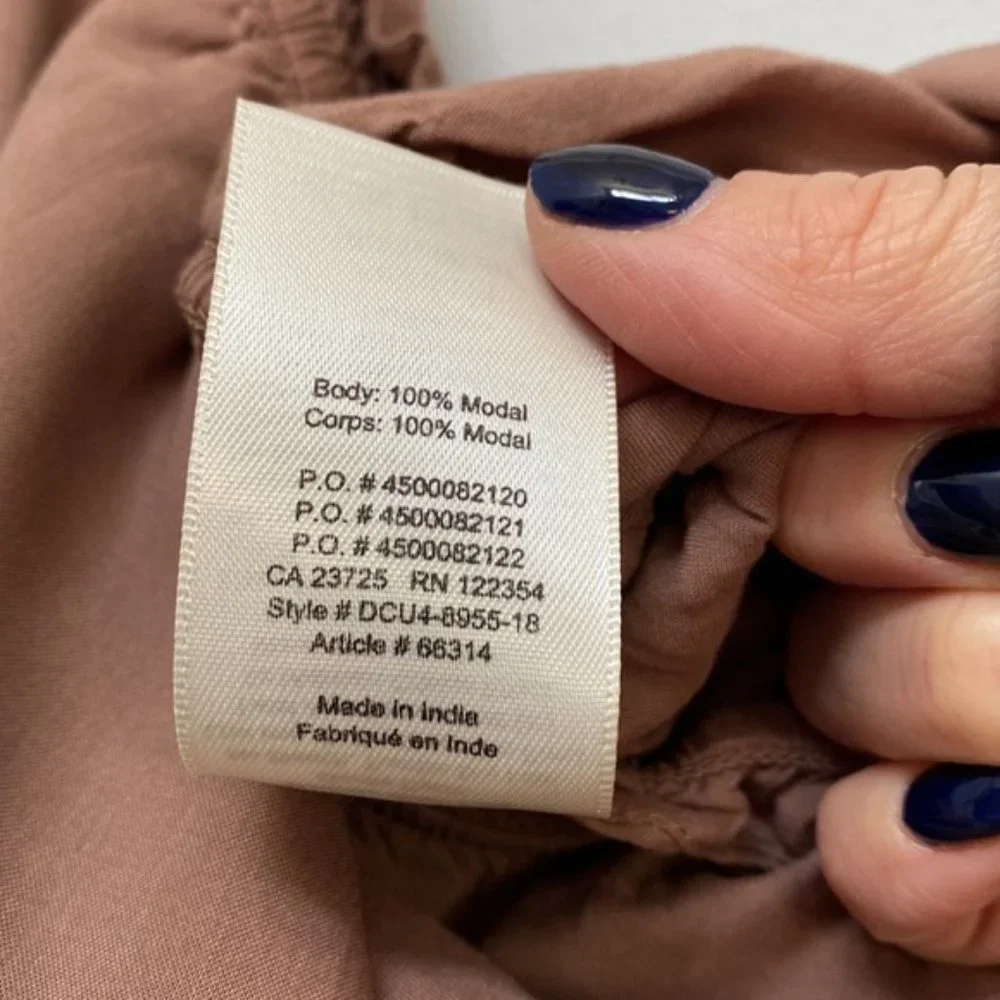 Body: 100% Modal
Corps: 100% Modal
P.O. # 4500082120
P.O. # 4500082121
P.O. # 4500082122
CA 23725 RN 122354
Style # DCU4-8955-18
Article # 66314
Made in India
Fabriqué en Inde